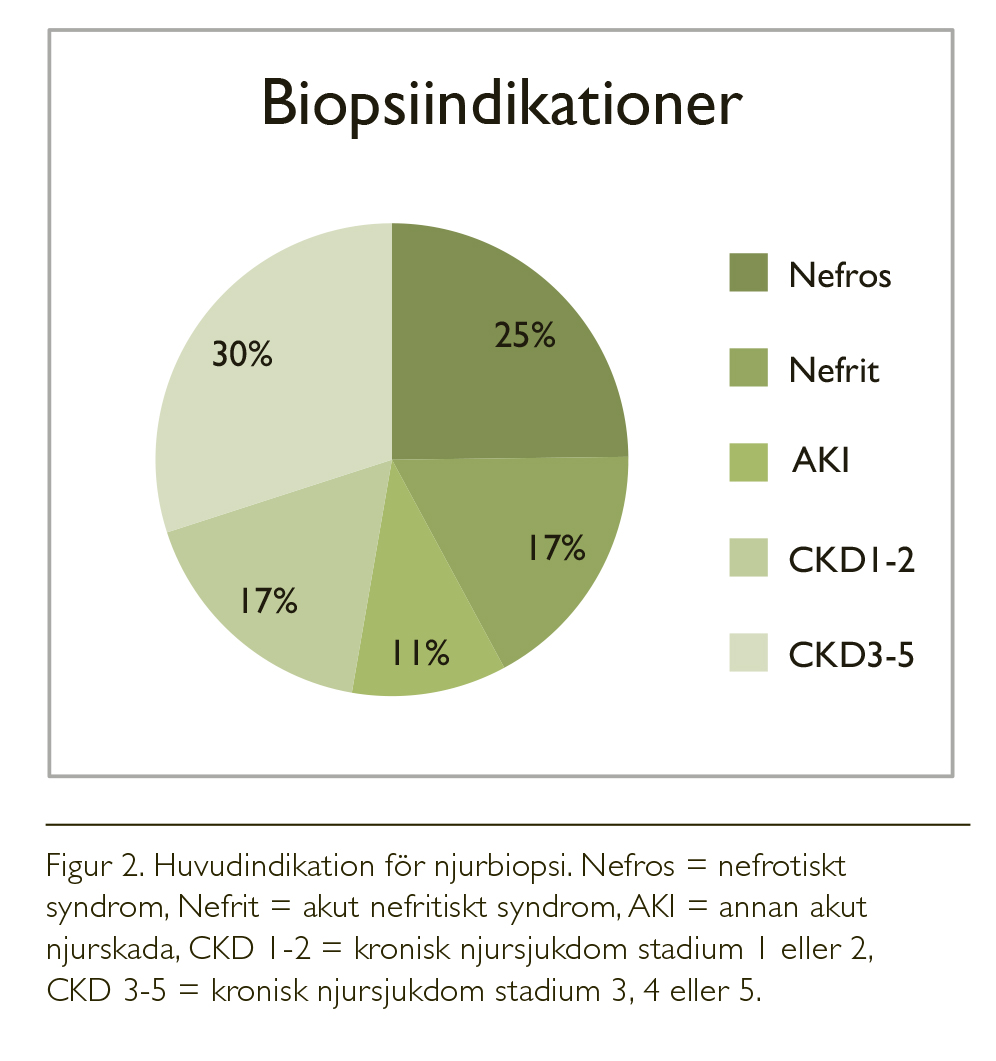 Biopsiindikationer
25%
17%
11%
17%
30%
Nefros
Nefrit
AKI
CKD1-2
CKD3-5
Figur 2. Huvudindikation för njurbiopsi. Nefros = nefrotiskt
syndrom, Nefrit = akut nefritiskt syndrom, AKI = annan akut
njurskada, CKD 1-2 = kronisk njursjukdom stadium 1 eller 2,
CKD 3-5 = kronisk njursjukdom stadium 3, 4 eller 5.